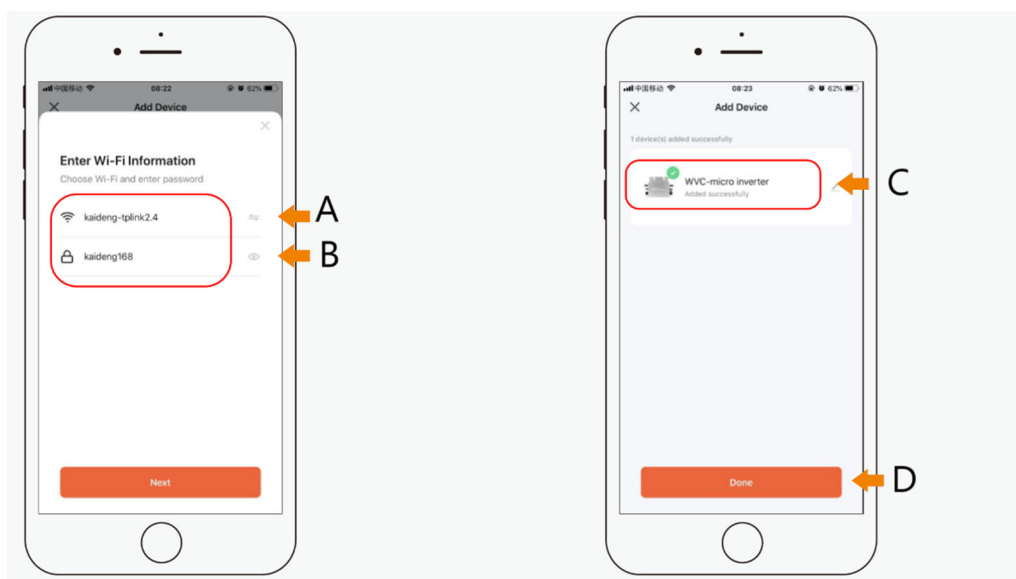 中国移动 08:22 62%
Add Device
Enter Wi-Fi Information
Choose Wi-Fi and enter password
kaideng-tplink2.4
A
kaideng168
B
Next
中国移动 08:23 62%
Add Device
1 device(s) added successfully
WVC-micro inverter
Added successfully
C
Done
D